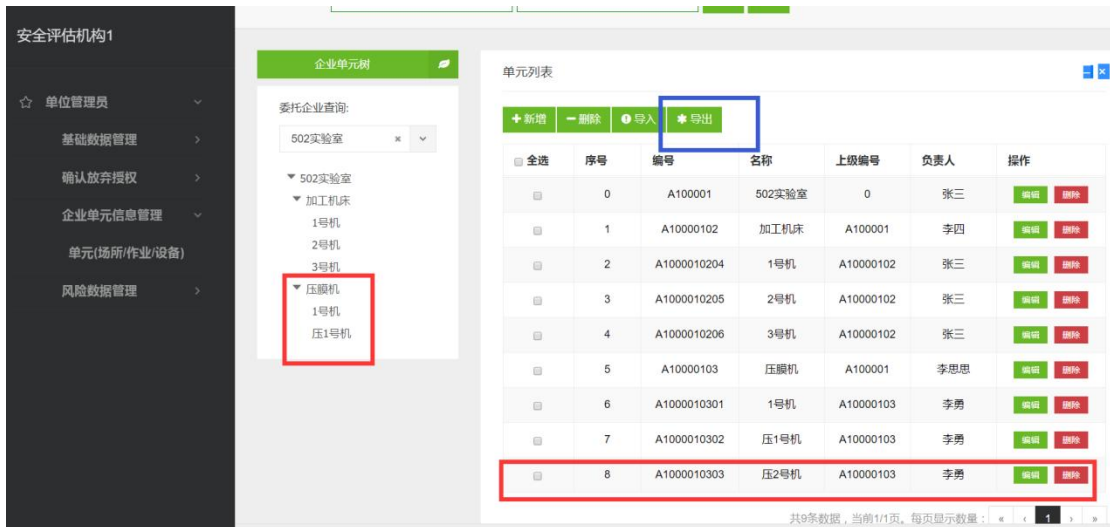 安全评估机构1
单位管理员
基础数据管理
确认放弃授权
企业单元信息管理
单元(场所/作业/设备)
风险数据管理
企业单元树
委托企业查询:
502实验室 ×
502实验室
加工机床
1号机
2号机
3号机
压膜机
1号机
压1号机
单元列表
新增 删除 导入 导出
全选 序号 编号 名称 上级编号 负责人 操作
0 A100001 502实验室 0 张三 编辑 删除
1 A10000102 加工机床 A100001 李四 编辑 删除
2 A1000010204 1号机 A10000102 张三 编辑 删除
3 A1000010205 2号机 A10000102 张三 编辑 删除
4 A1000010206 3号机 A10000102 张三 编辑 删除
5 A10000103 压膜机 A100001 李思思 编辑 删除
6 A1000010301 1号机 A10000103 李勇 编辑 删除
7 A1000010302 压1号机 A10000103 李勇 编辑 删除
8 A1000010303 压2号机 A10000103 李勇 编辑 删除
共9条数据，当前1/1页。每页显示数量： « ‹ 1 › »